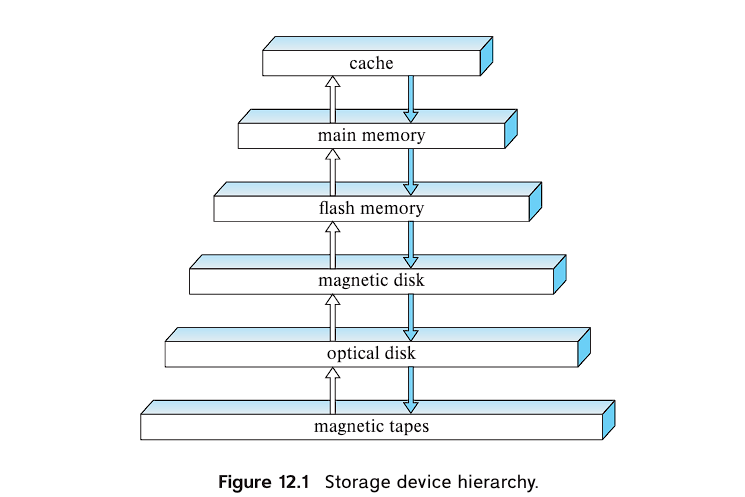 cache
main memory
flash memory
magnetic disk
optical disk
magnetic tapes
Figure 12.1 Storage device hierarchy.